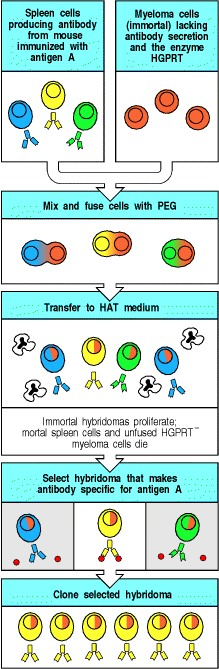 Spleen cells
producing antibody
from mouse
immunized with
antigen A
Myeloma cells
(immortal) lacking
antibody secretion
and the enzyme
HGPRT
Mix and fuse cells with PEG
Transfer to HAT medium
Immortal hybridomas proliferate;
mortal spleen cells and unfused HGPRT⁻
myeloma cells die
Select hybridoma that makes
antibody specific for antigen A
Clone selected hybridoma